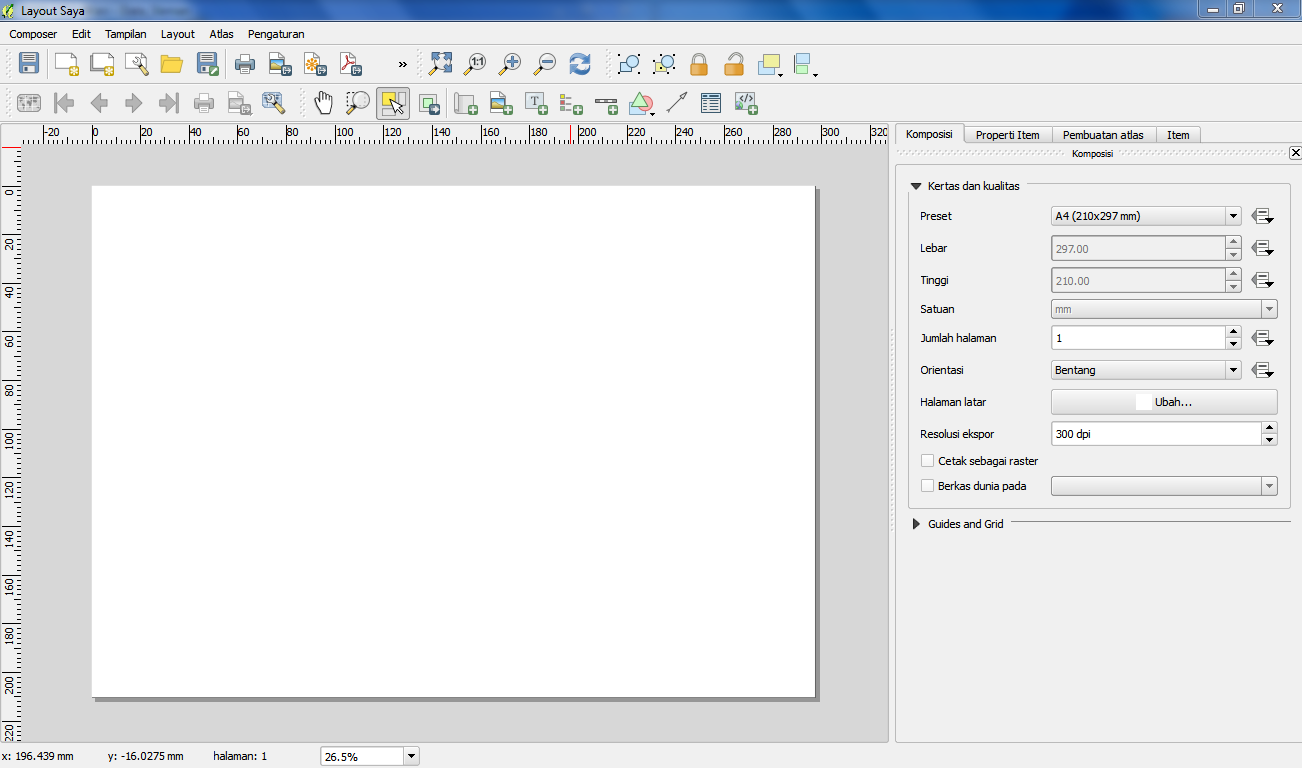 Layout Saya
Composer Edit Tampilan Layout Atlas Pengaturan
»
1:1
T
-20 0 20 40 60 80 100 120 140 160 180 200 220 240 260 280 300 320
Komposisi Properti Item Pembuatan atlas Item
Komposisi
0
20
40
60
80
100
120
140
160
180
200
220
Kertas dan kualitas
Preset A4 (210x297 mm)
Lebar 297.00
Tinggi 210.00
Satuan mm
Jumlah halaman 1
Orientasi Bentang
Halaman latar Ubah...
Resolusi ekspor 300 dpi
Cetak sebagai raster
Berkas dunia pada
Guides and Grid
x: 196.439 mm y: -16.0275 mm halaman: 1 26.5%